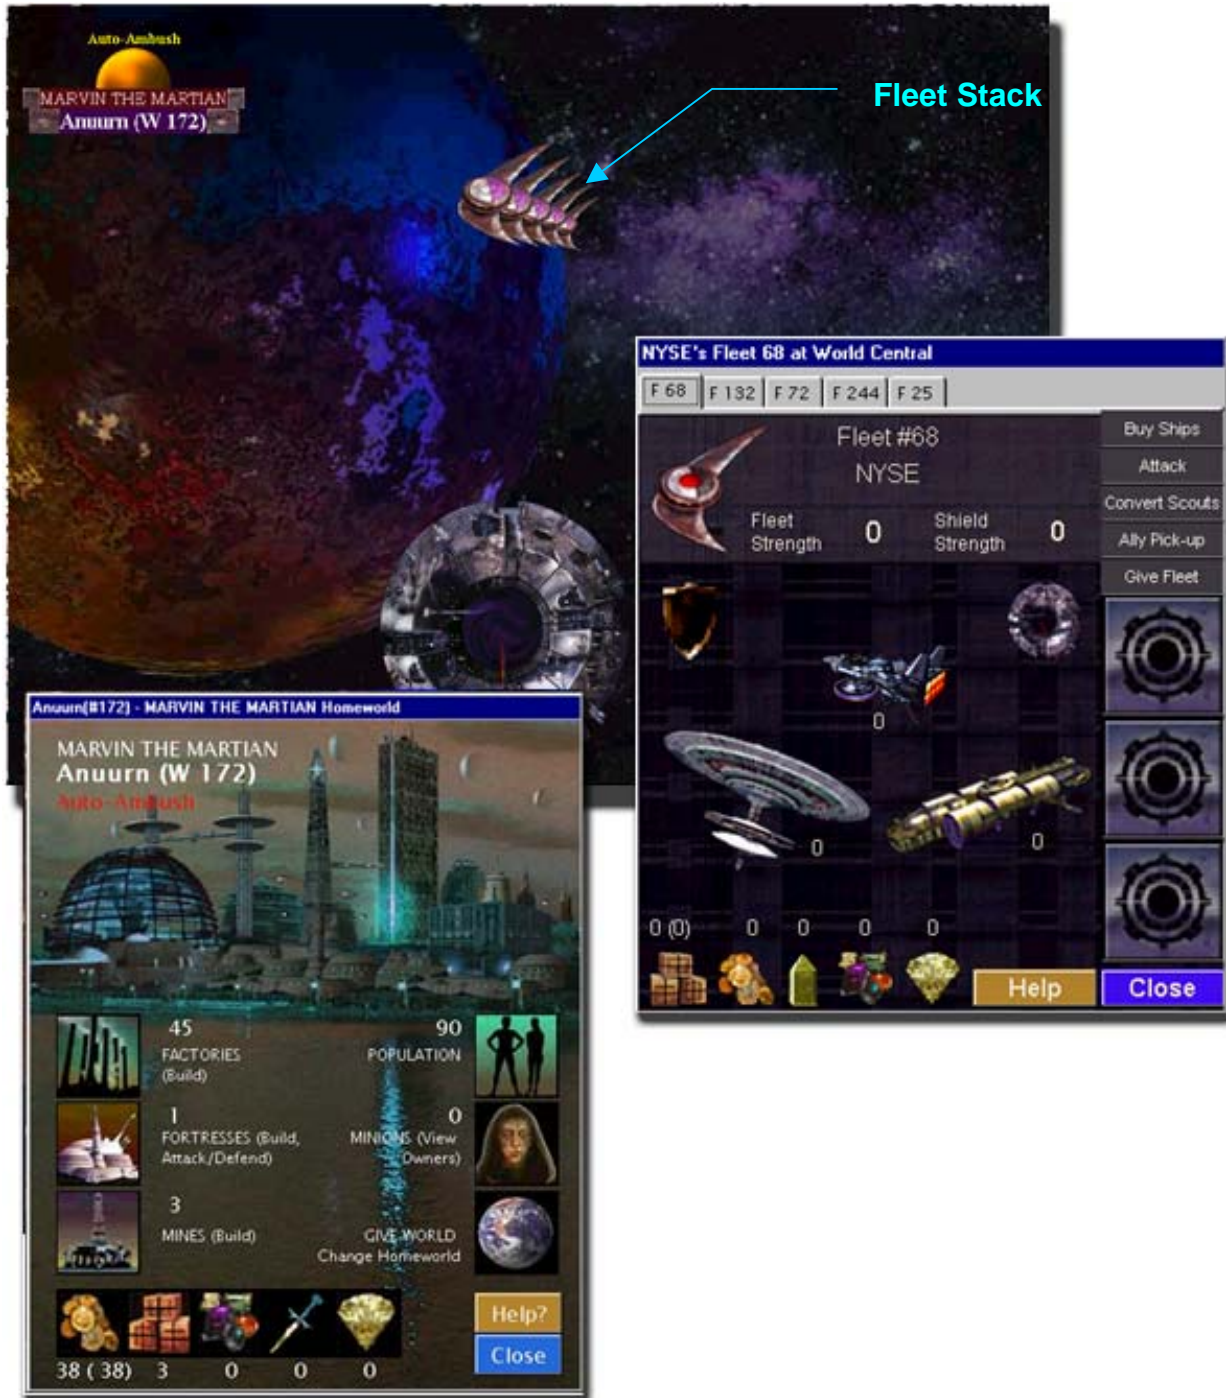 Auto-Ambush
MARVIN THE MARTIAN
Anuurn (W 172)
Fleet Stack
NYSE's Fleet 68 at World Central
F 68 F 132 F 72 F 244 F 25
Fleet #68
NYSE
Fleet Strength 0
Shield Strength 0
Buy Ships
Attack
Convert Scouts
Ally Pick-up
Give Fleet
0
0
0
0 (0) 0 0 0 0
Help
Close
Anuurn(#172) - MARVIN THE MARTIAN Homeworld
MARVIN THE MARTIAN
Anuurn (W 172)
Auto-Ambush
45
FACTORIES
(Build)
90
POPULATION
1
FORTRESSES (Build,
Attack/Defend)
0
MINIONS (View
Owners)
3
MINES (Build)
GIVE WORLD
Change Homeworld
Help?
Close
38 ( 38) 3 0 0 0